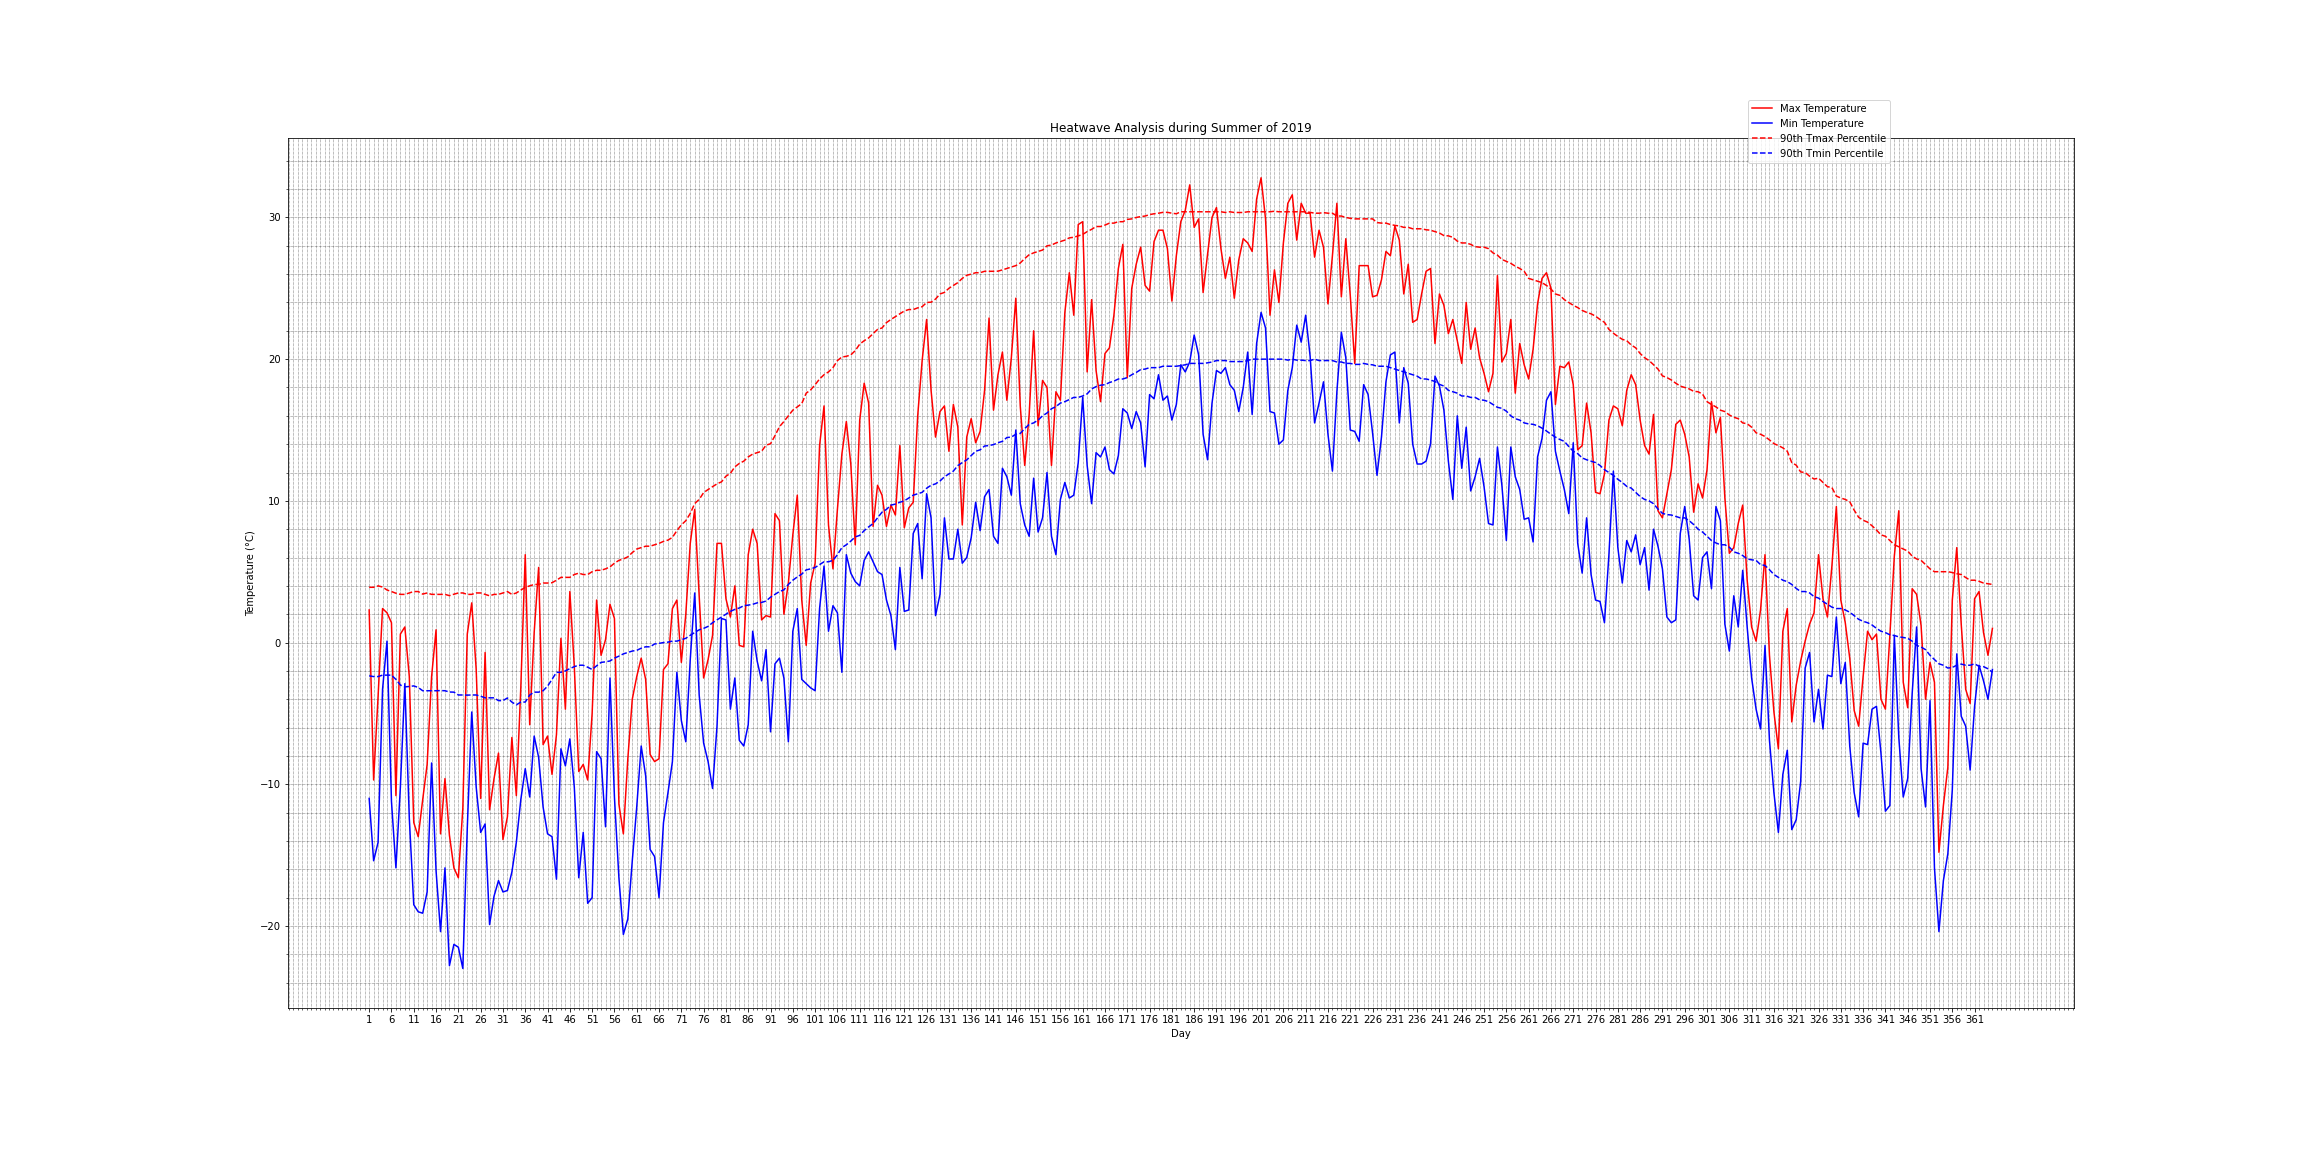 Heatwave Analysis during Summer of 2019
Max Temperature
Min Temperature
90th Tmax Percentile
90th Tmin Percentile
Temperature (°C)
30
20
10
0
−10
−20
1 6 11 16 21 26 31 36 41 46 51 56 61 66 71 76 81 86 91 96 101 106 111 116 121 126 131 136 141 146 151 156 161 166 171 176 181 186 191 196 201 206 211 216 221 226 231 236 241 246 251 256 261 266 271 276 281 286 291 296 301 306 311 316 321 326 331 336 341 346 351 356 361
Day